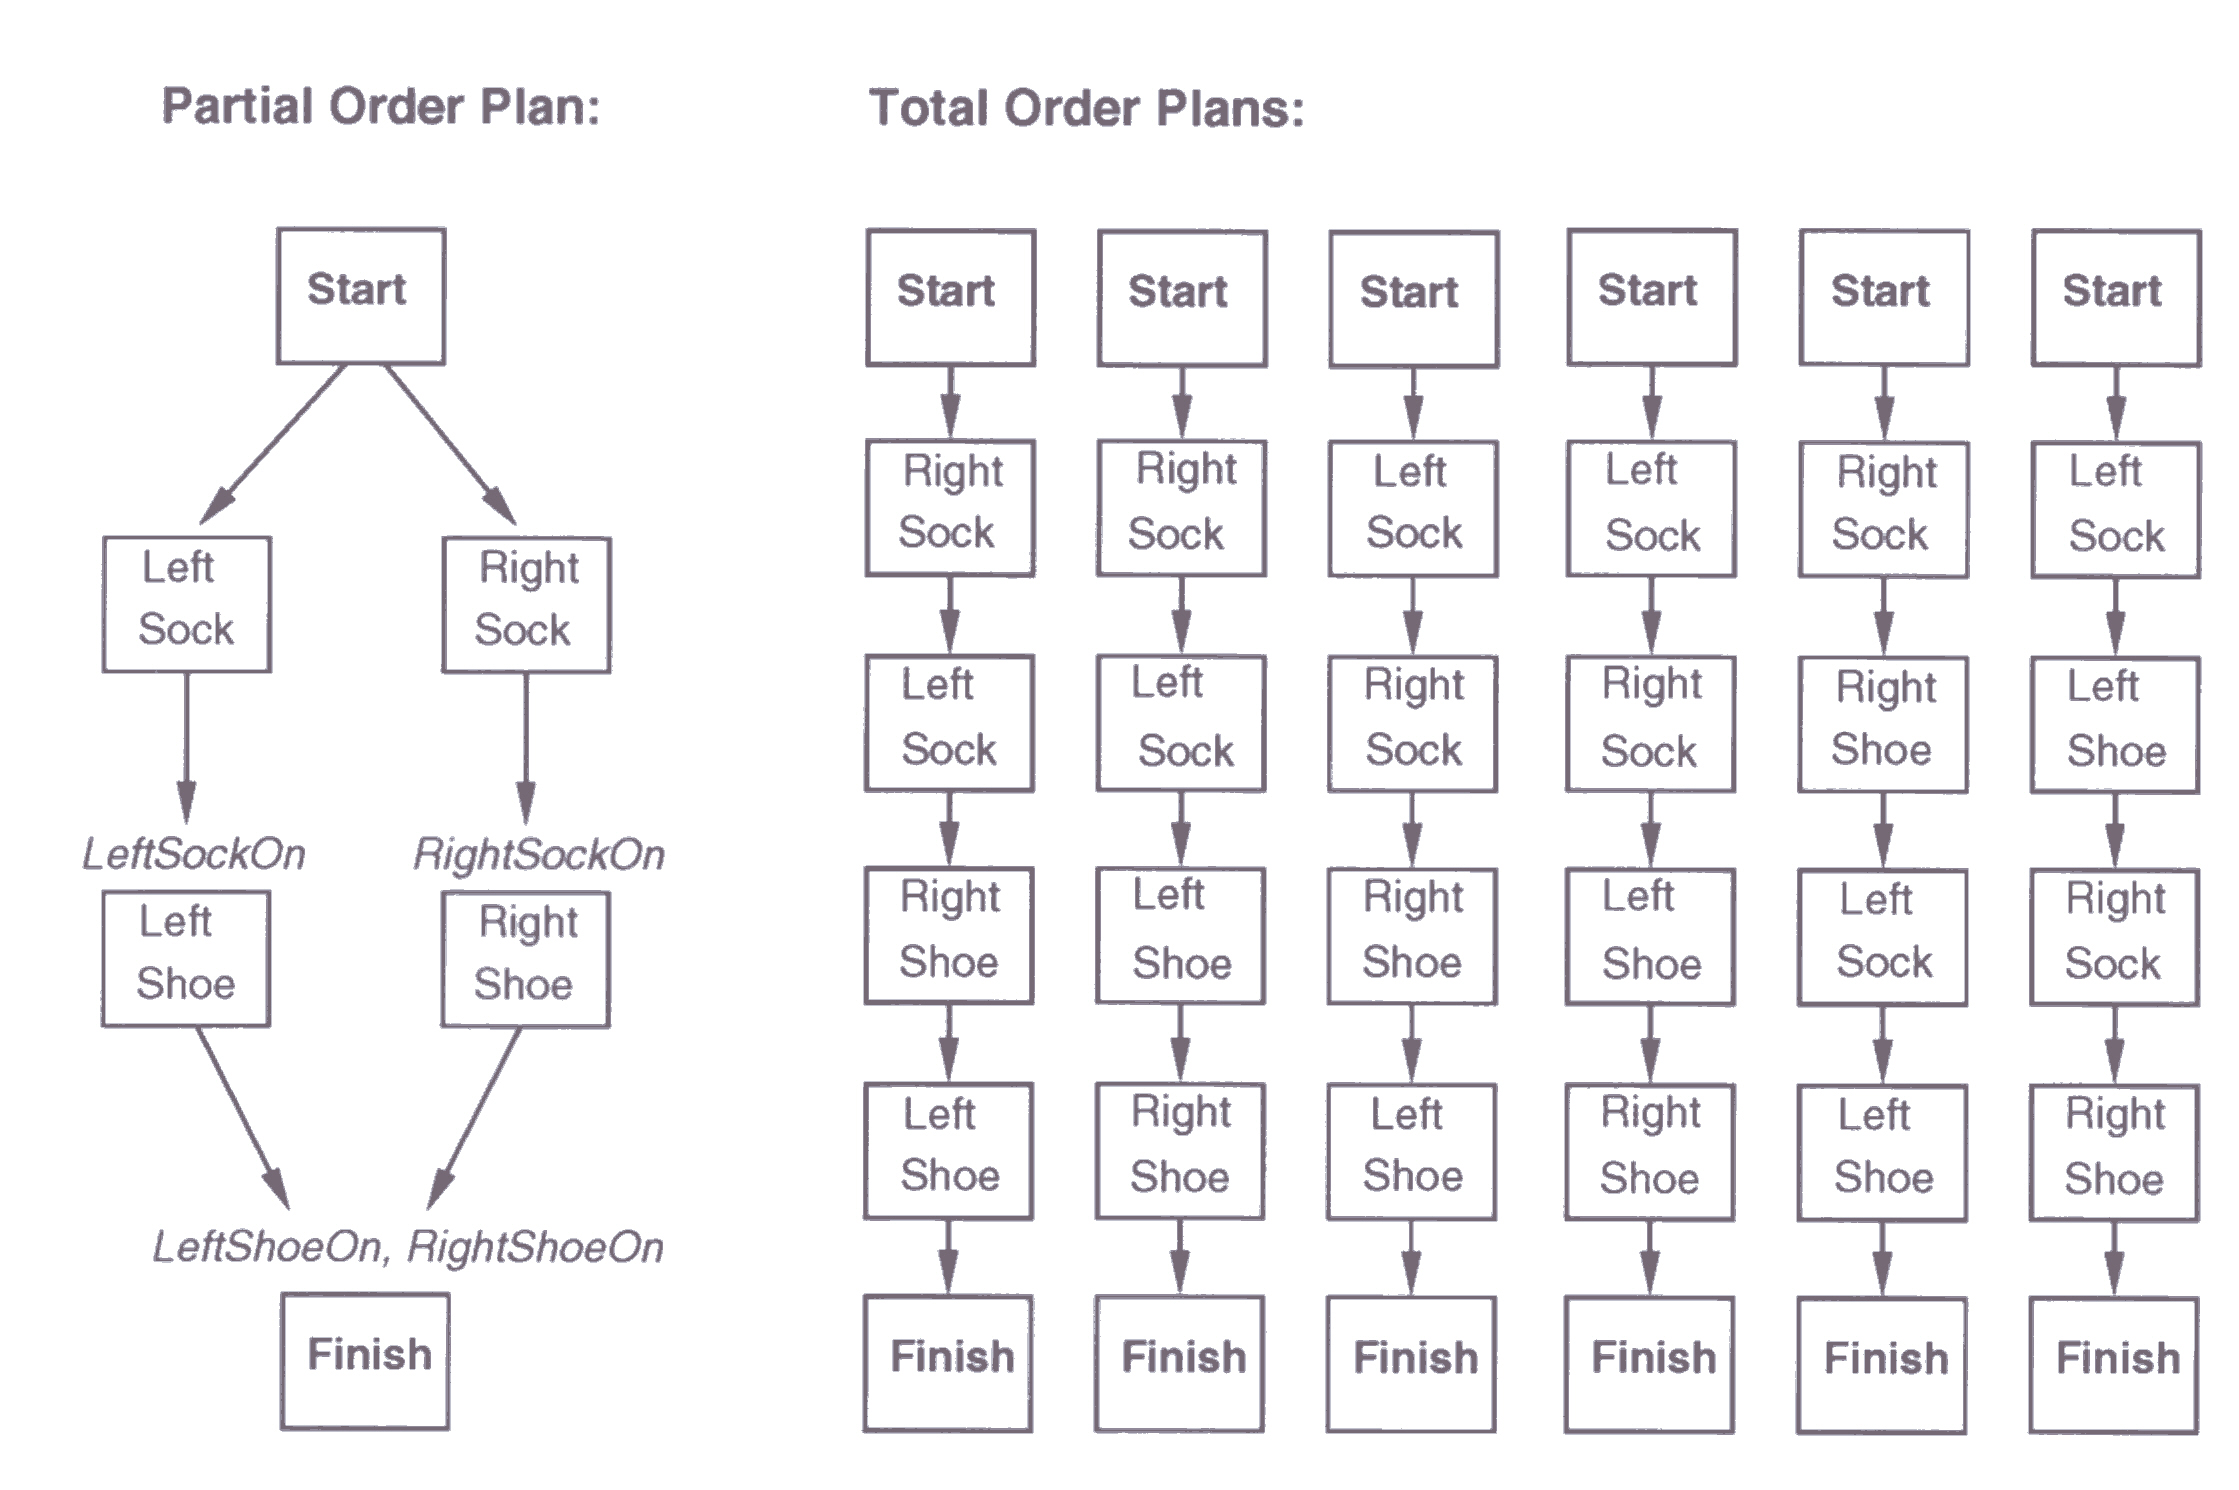 Partial Order Plan:
Start
Left
Sock
Right
Sock
LeftSockOn
RightSockOn
Left
Shoe
Right
Shoe
LeftShoeOn, RightShoeOn
Finish
Total Order Plans:
Start
Right
Sock
Left
Sock
Right
Shoe
Left
Shoe
Finish
Start
Right
Sock
Left
Sock
Left
Shoe
Right
Shoe
Finish
Start
Left
Sock
Right
Sock
Right
Shoe
Left
Shoe
Finish
Start
Left
Sock
Right
Sock
Left
Shoe
Right
Shoe
Finish
Start
Right
Sock
Right
Shoe
Left
Sock
Left
Shoe
Finish
Start
Left
Sock
Left
Shoe
Right
Sock
Right
Shoe
Finish